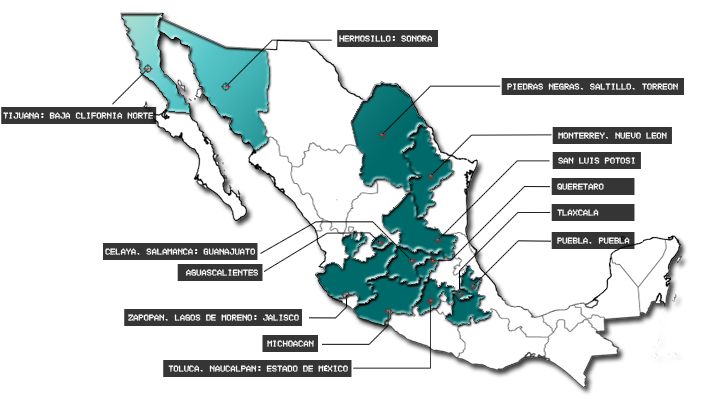 HERMOSILLO: SONORA
PIEDRAS NEGRAS. SALTILLO. TORREON
TIJUANA: BAJA CLIFORNIA NORTE
MONTERREY. NUEVO LEON
SAN LUIS POTOSI
QUERETARO
TLAXCALA
PUEBLA. PUEBLA
CELAYA. SALAMANCA: GUANAJUATO
AGUASCALIENTES
ZAPOPAN. LAGOS DE MORENO: JALISCO
MICHOACAN
TOLUCA. NAUCALPAN: ESTADO DE MéXICO